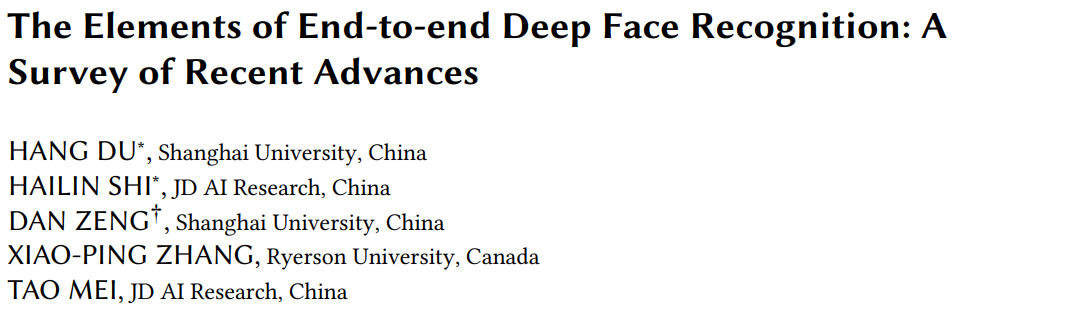 The Elements of End-to-end Deep Face Recognition: A
Survey of Recent Advances
HANG DU*, Shanghai University, China
HAILIN SHI*, JD AI Research, China
DAN ZENG†, Shanghai University, China
XIAO-PING ZHANG, Ryerson University, Canada
TAO MEI, JD AI Research, China